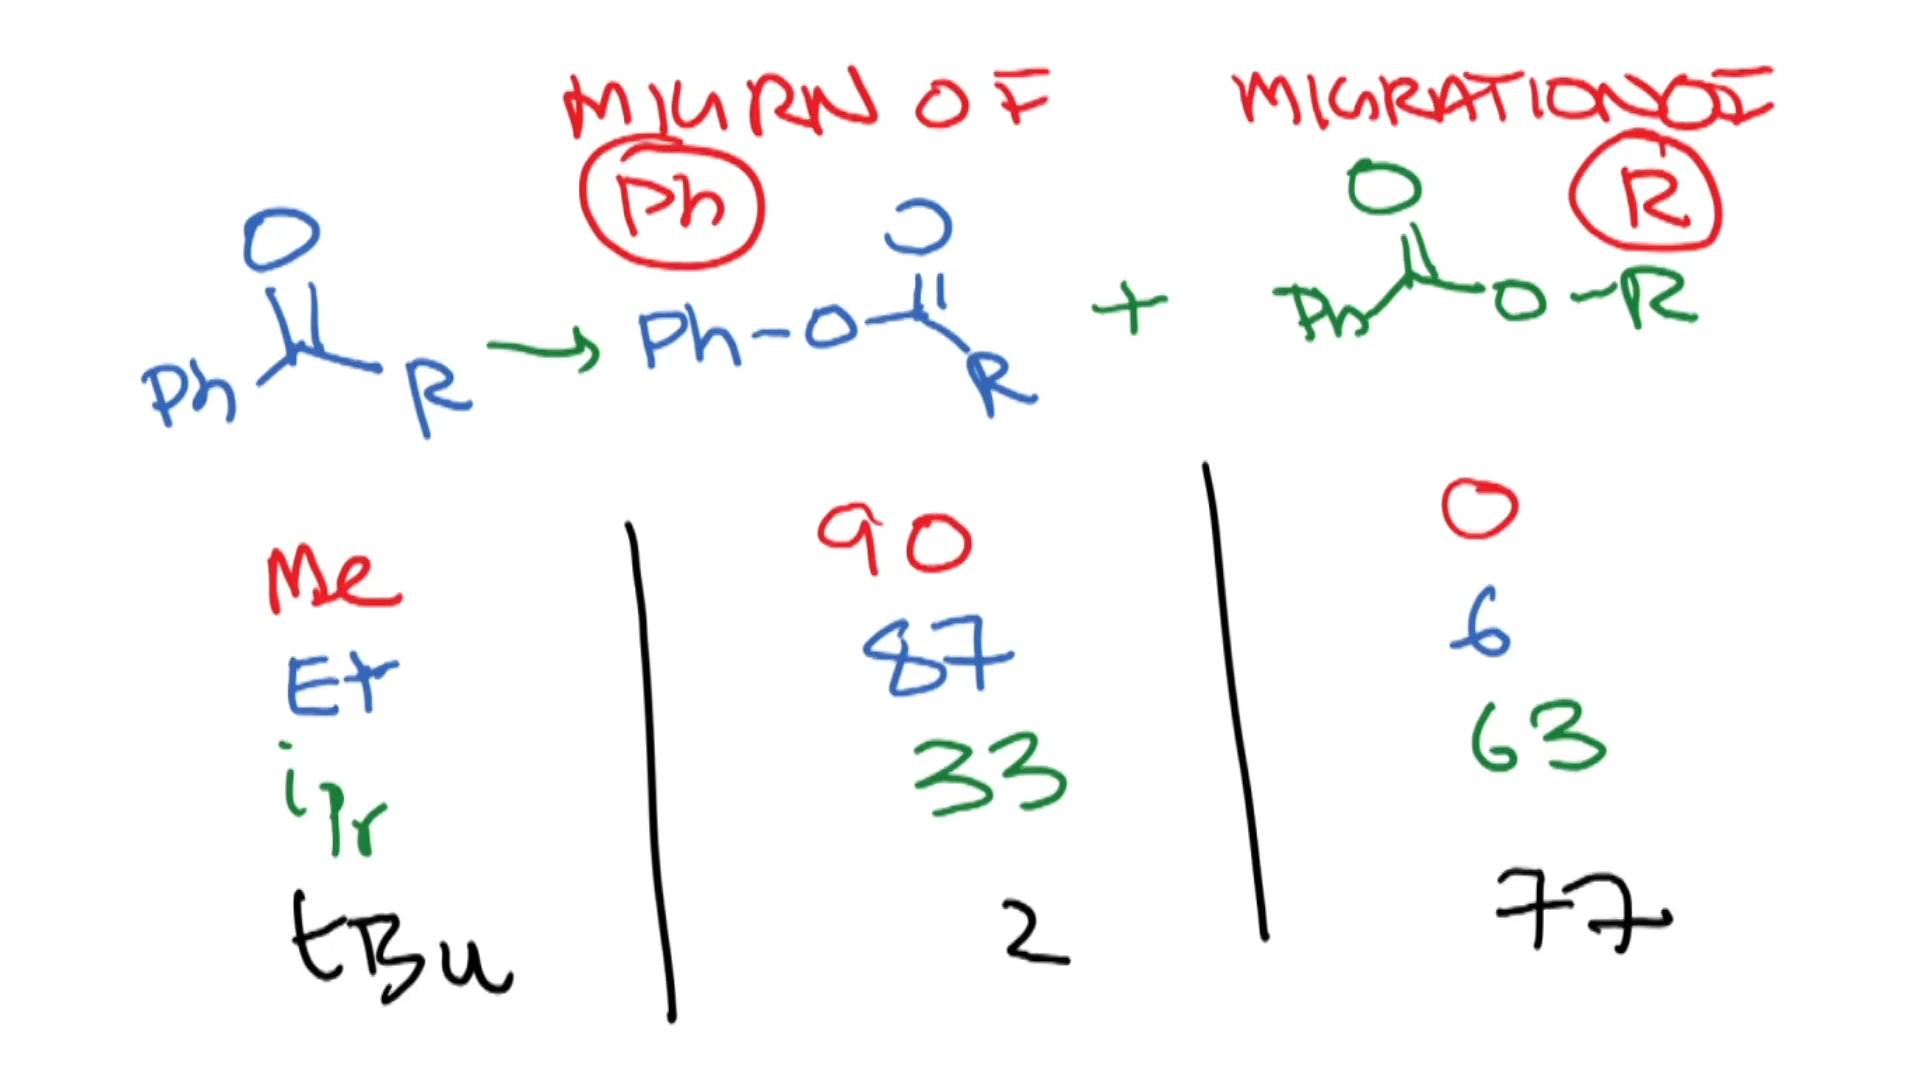 MIGRN OF MIGRATION OF
Ph R
O O O
Ph R → Ph-O R + Ph O-R
Me 90 0
Et 87 6
iPr 33 63
tBu 2 77